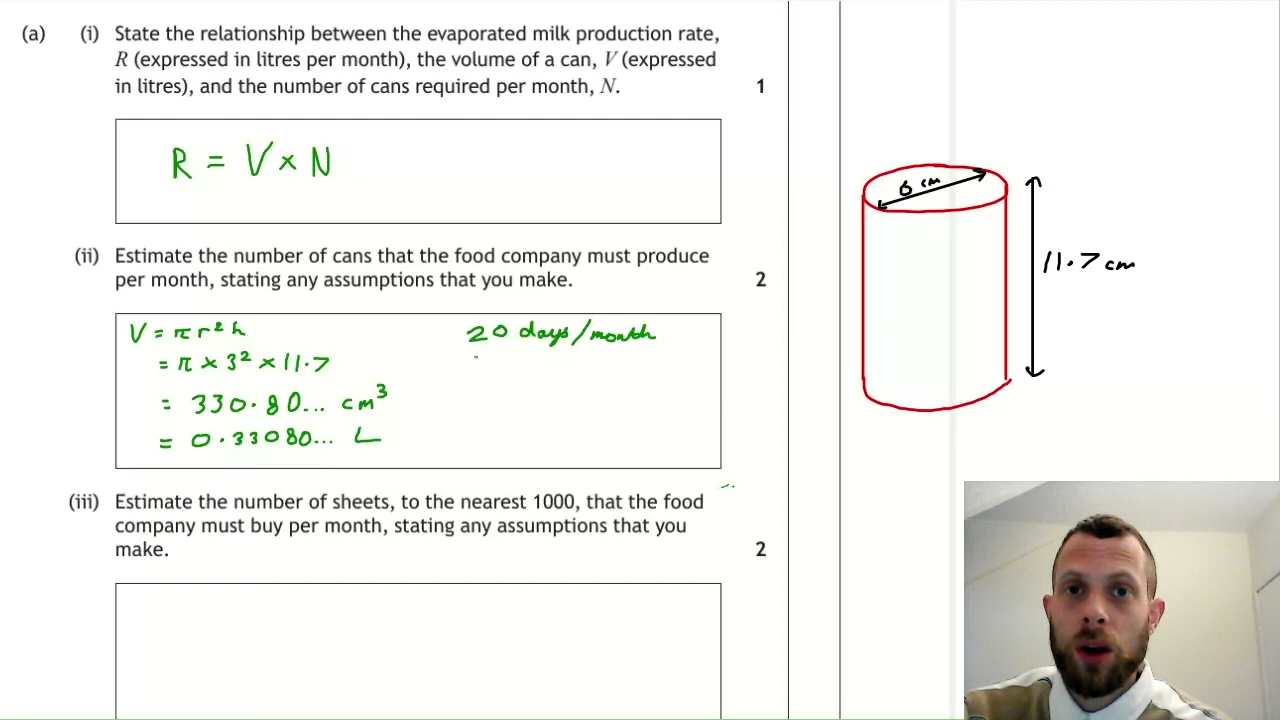 (a) (i) State the relationship between the evaporated milk production rate,
R (expressed in litres per month), the volume of a can, V (expressed
in litres), and the number of cans required per month, N. 1
R = V × N
(ii) Estimate the number of cans that the food company must produce
per month, stating any assumptions that you make. 2
V = πr²h
= π × 3² × 11.7
= 330.80... cm³
= 0.33080... L
20 days/month
(iii) Estimate the number of sheets, to the nearest 1000, that the food
company must buy per month, stating any assumptions that you
make. 2
6 cm
11.7 cm